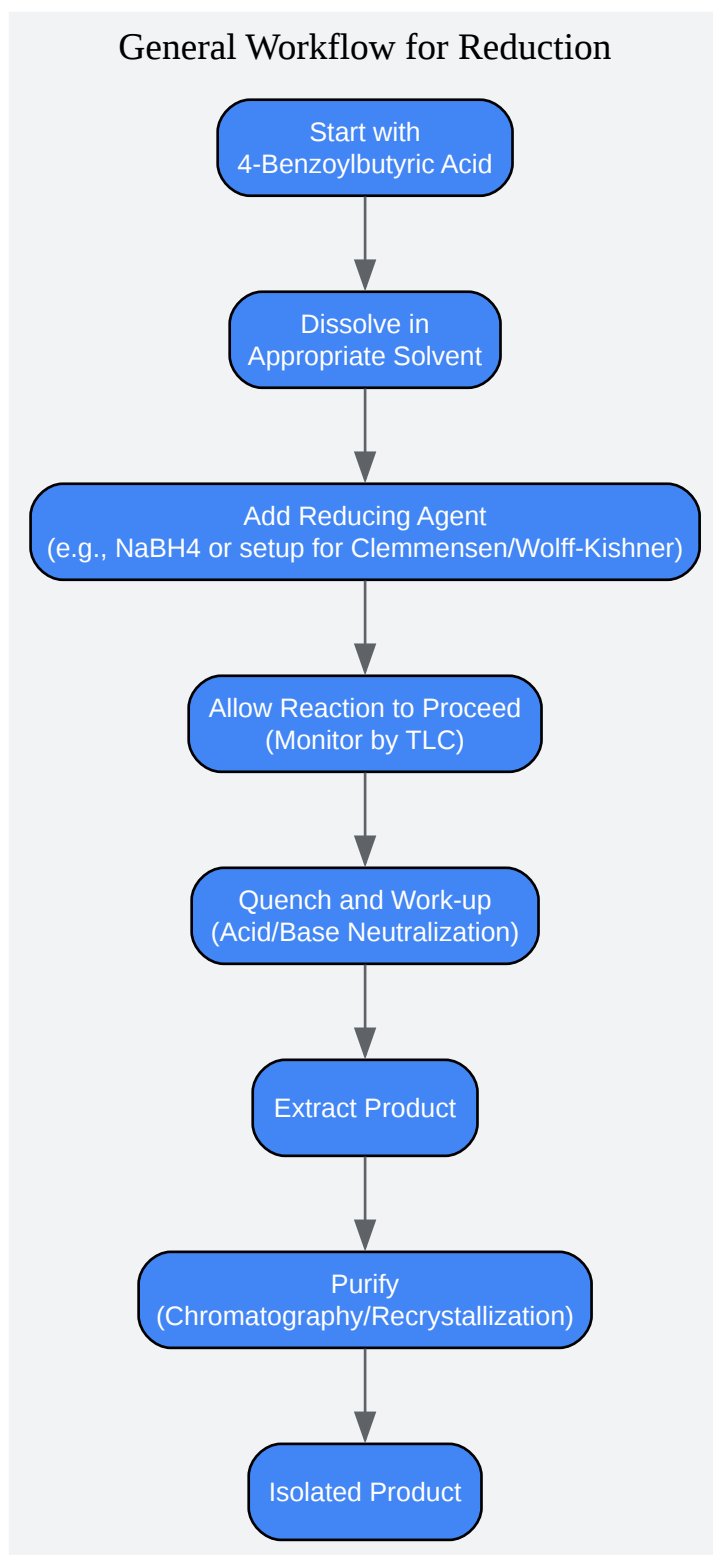 General Workflow for Reduction
Start with
4-Benzoylbutyric Acid
Dissolve in
Appropriate Solvent
Add Reducing Agent
(e.g., NaBH4 or setup for Clemmensen/Wolff-Kishner)
Allow Reaction to Proceed
(Monitor by TLC)
Quench and Work-up
(Acid/Base Neutralization)
Extract Product
Purify
(Chromatography/Recrystallization)
Isolated Product